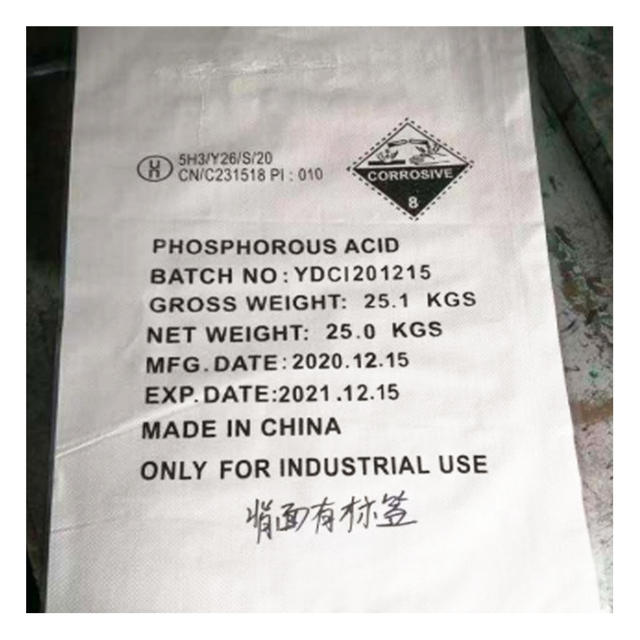 5H3/Y26/S/20
CN/C231518 PI : 010
CORROSIVE
8
PHOSPHOROUS ACID
BATCH NO: YDCI201215
GROSS WEIGHT: 25.1 KGS
NET WEIGHT: 25.0 KGS
MFG.DATE:2020.12.15
EXP.DATE:2021.12.15
MADE IN CHINA
ONLY FOR INDUSTRIAL USE
背面有标签